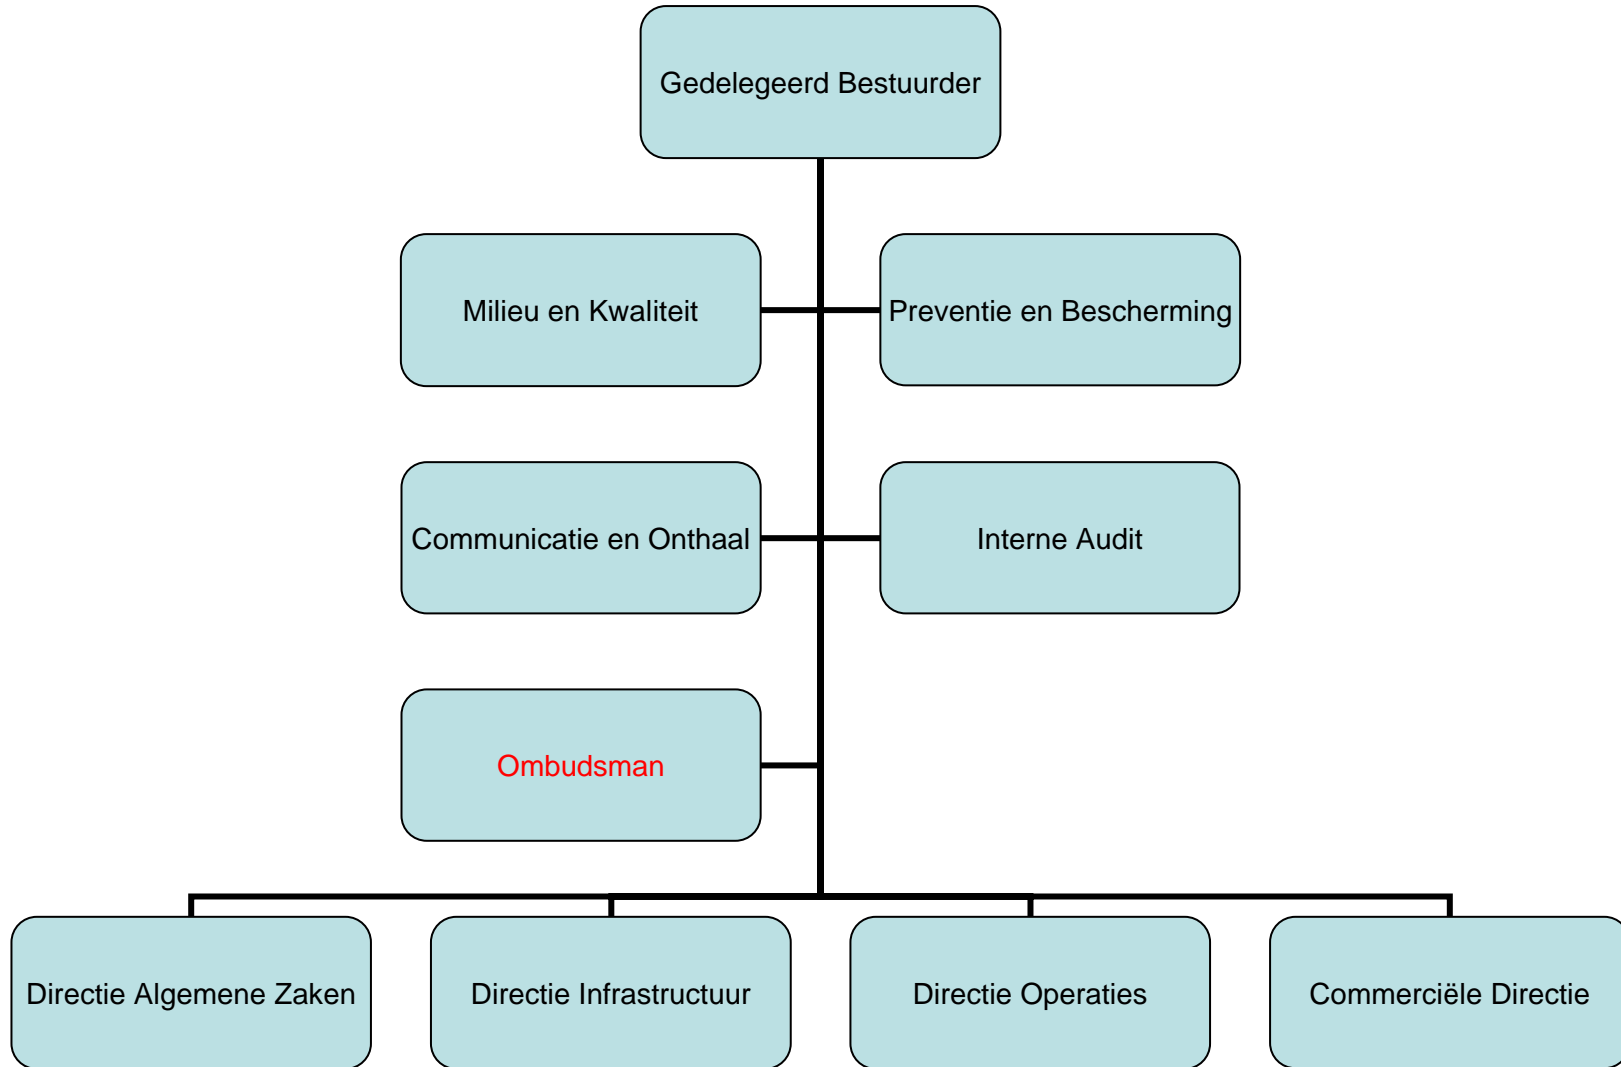 Gedelegeerd Bestuurder
Milieu en Kwaliteit
Preventie en Bescherming
Communicatie en Onthaal
Interne Audit
Ombudsman
Directie Algemene Zaken
Directie Infrastructuur
Directie Operaties
Commerciële Directie